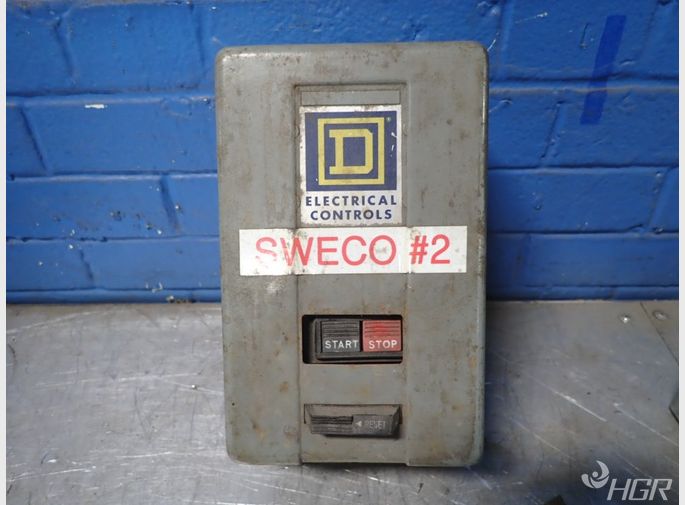 D
ELECTRICAL
CONTROLS
SWECO #2
START STOP
◄ RESET
HGR